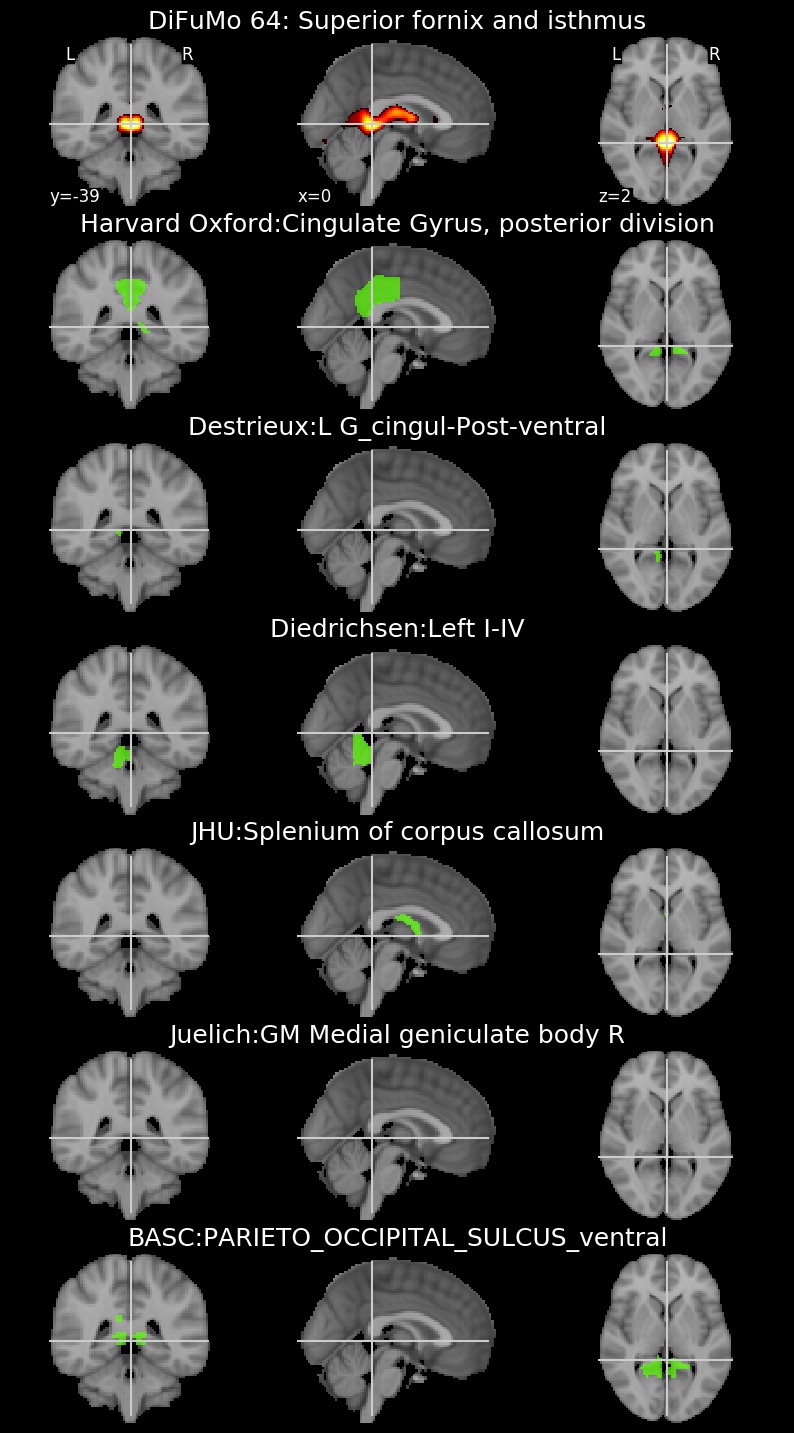 DiFuMo 64: Superior fornix and isthmus
L R L R
y=-39 x=0 z=2
Harvard Oxford:Cingulate Gyrus, posterior division
Destrieux:L G_cingul-Post-ventral
Diedrichsen:Left I-IV
JHU:Splenium of corpus callosum
Juelich:GM Medial geniculate body R
BASC:PARIETO_OCCIPITAL_SULCUS_ventral